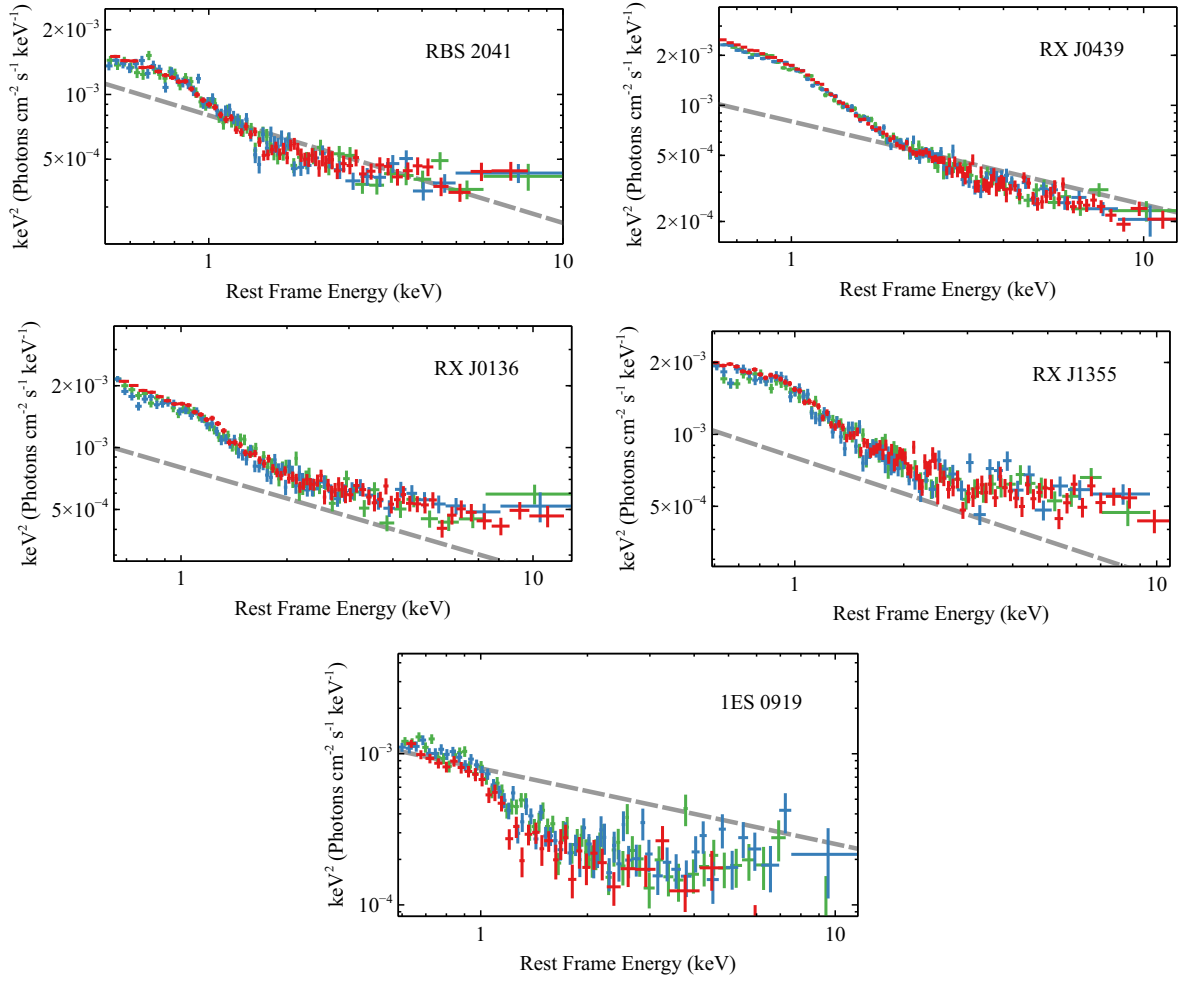 RBS 2041
keV² (Photons cm⁻² s⁻¹ keV⁻¹)
2×10⁻³
10⁻³
5×10⁻⁴
1
10
Rest Frame Energy (keV)
RX J0439
keV² (Photons cm⁻² s⁻¹ keV⁻¹)
2×10⁻³
10⁻³
5×10⁻⁴
2×10⁻⁴
1
10
Rest Frame Energy (keV)
RX J0136
keV² (Photons cm⁻² s⁻¹ keV⁻¹)
2×10⁻³
10⁻³
5×10⁻⁴
1
10
Rest Frame Energy (keV)
RX J1355
keV² (Photons cm⁻² s⁻¹ keV⁻¹)
2×10⁻³
10⁻³
5×10⁻⁴
1
10
Rest Frame Energy (keV)
1ES 0919
keV² (Photons cm⁻² s⁻¹ keV⁻¹)
10⁻³
10⁻⁴
1
10
Rest Frame Energy (keV)